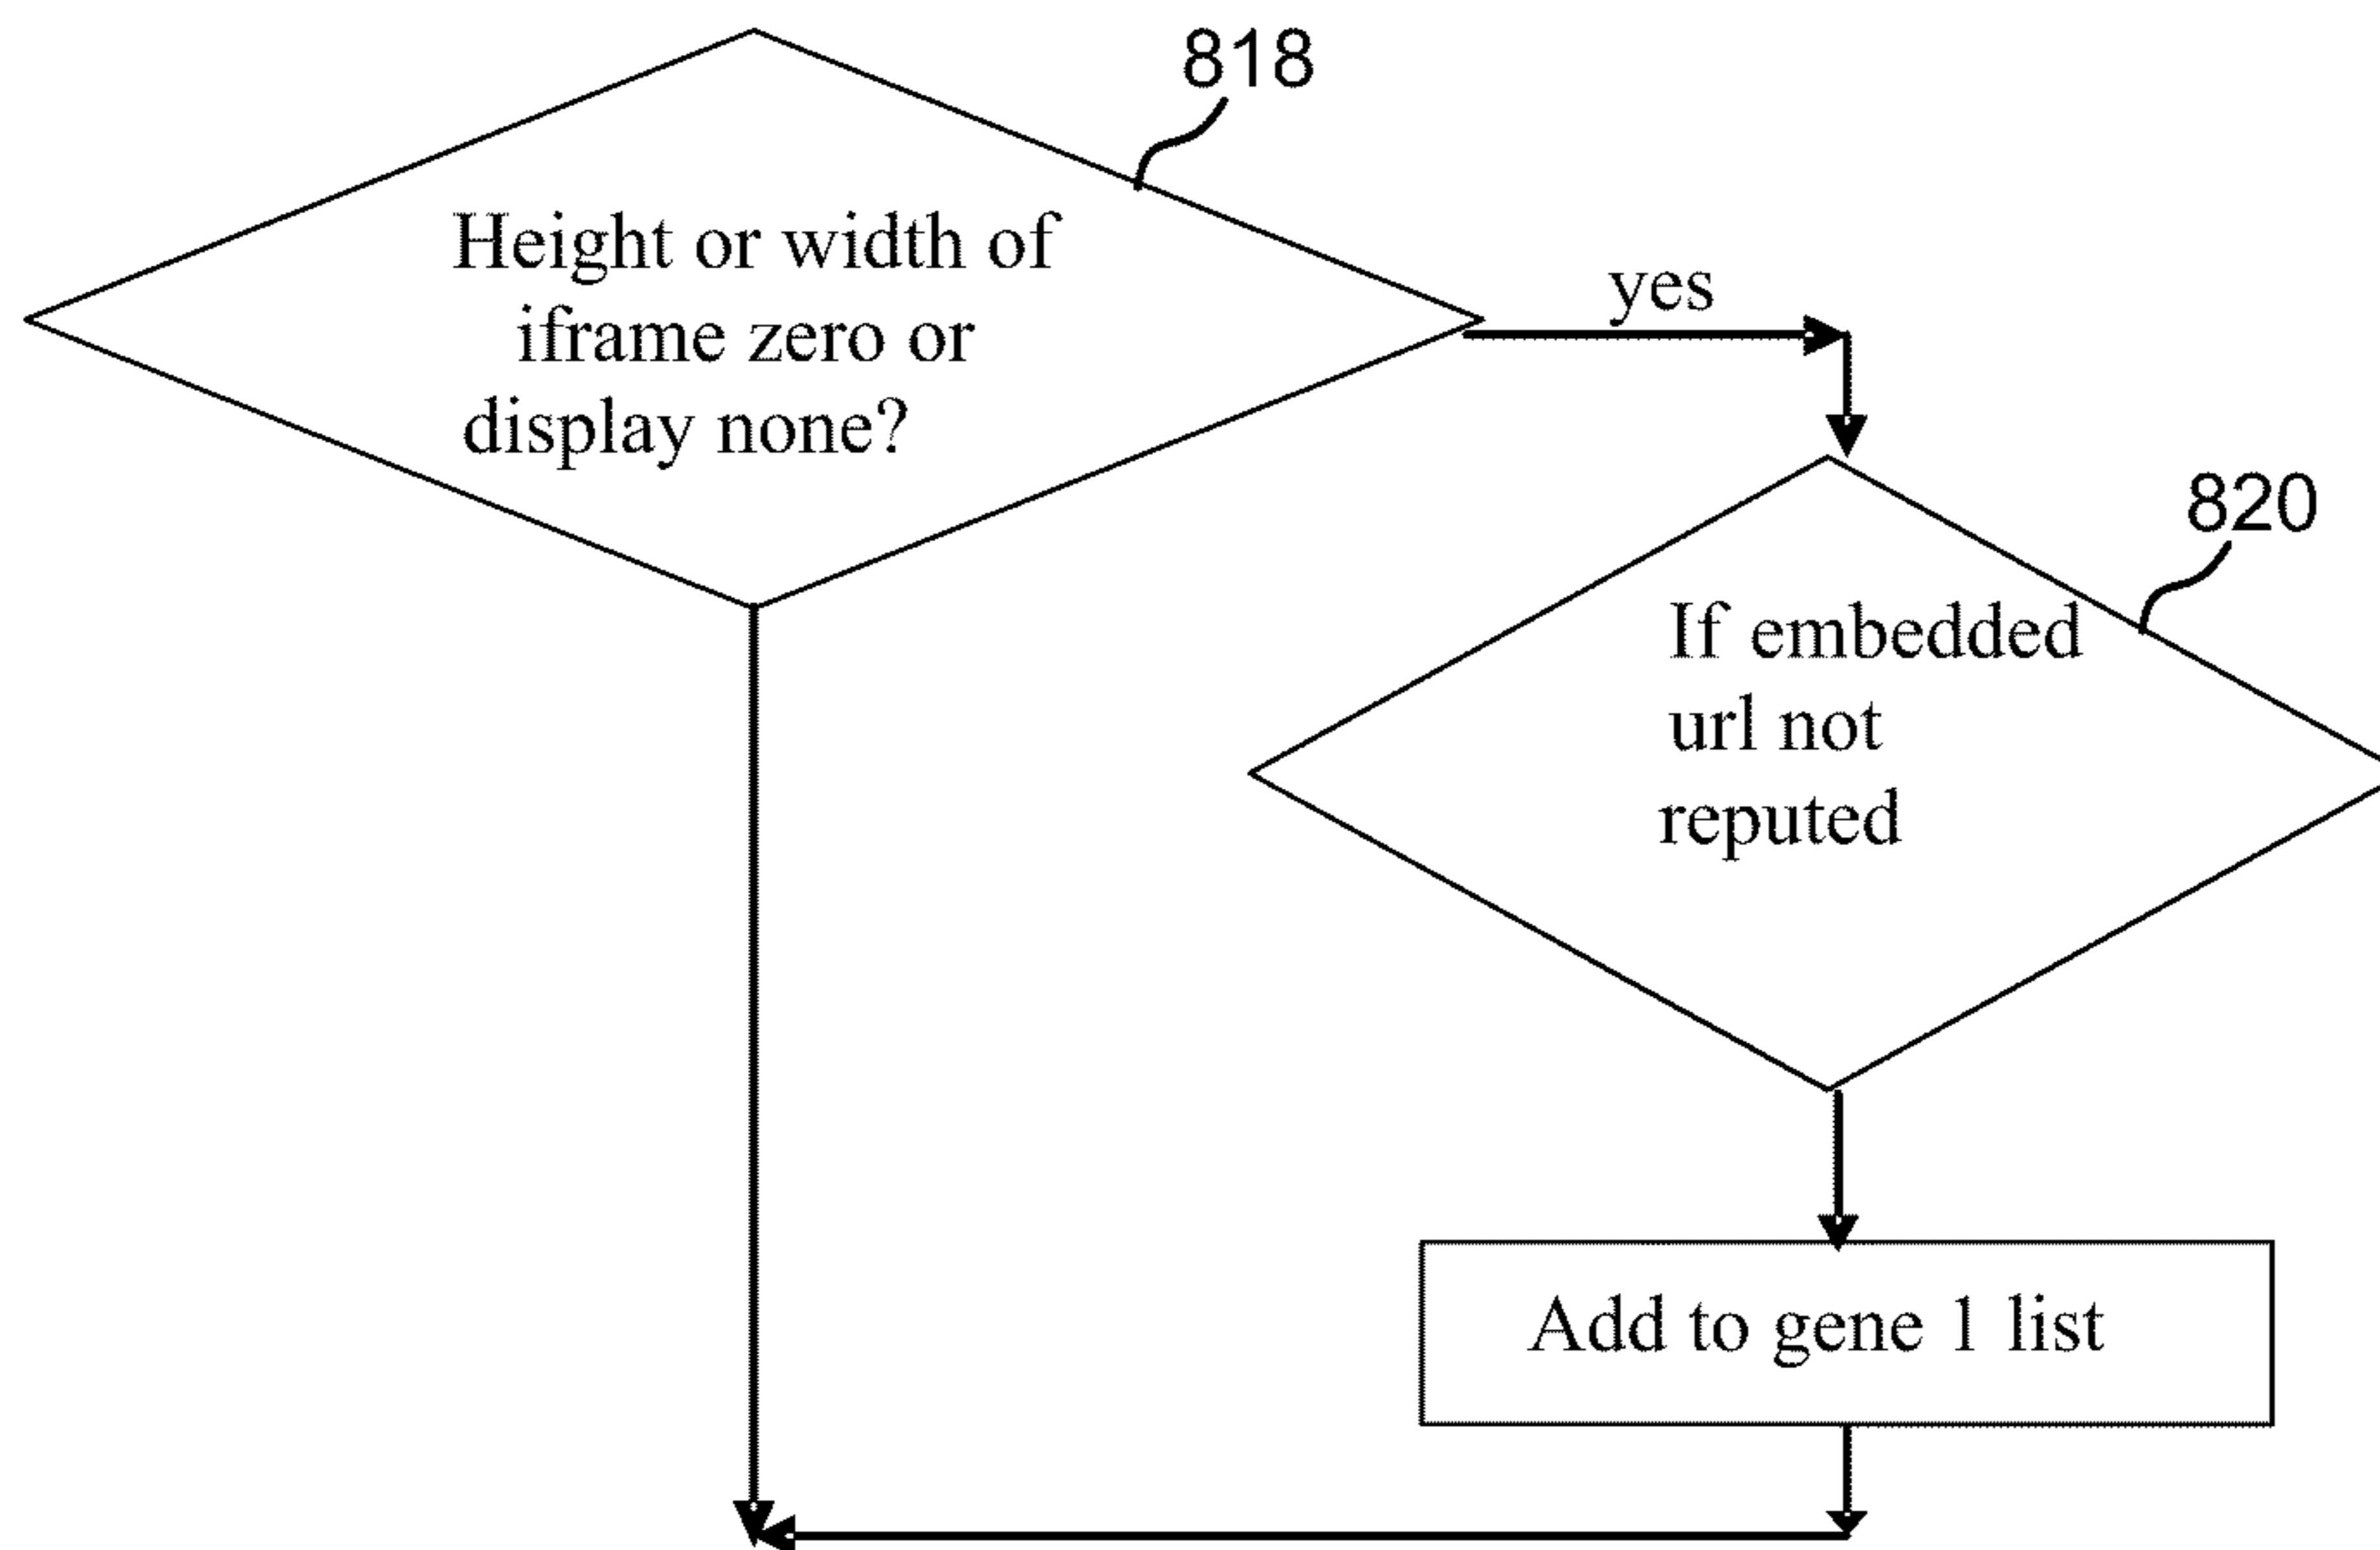 818
Height or width of
iframe zero or
display none?
yes
820
If embedded
url not
reputed
Add to gene 1 list